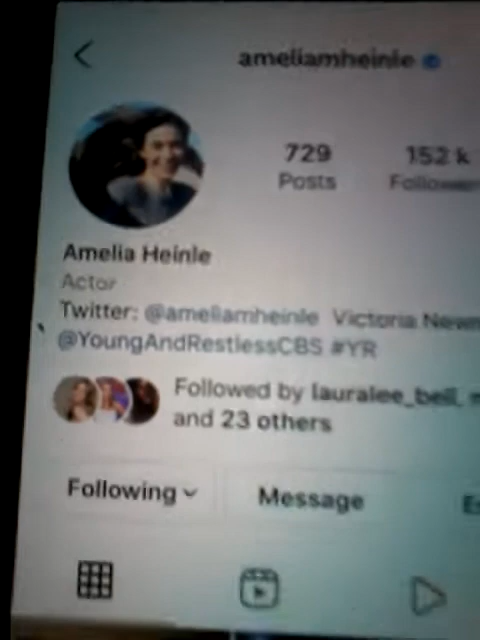 ameliamheinle
729 152 k
Posts
Amelia Heinle
Actor
Twitter: @ameliamheinle Victoria
@YoungAndRestlessCBS #YR
Followed by lauralee_bell,
and 23 others
Following Message